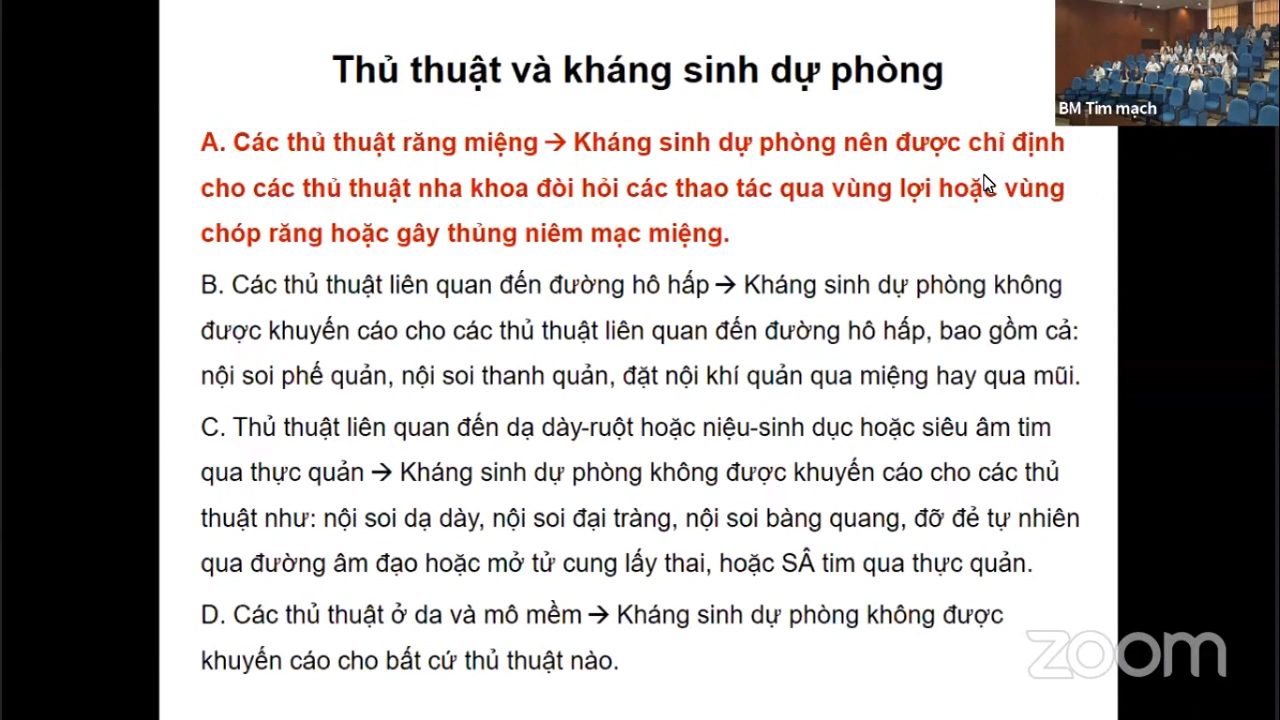 Thủ thuật và kháng sinh dự phòng
BM Tim mạch
A. Các thủ thuật răng miệng → Kháng sinh dự phòng nên được chỉ định
cho các thủ thuật nha khoa đòi hỏi các thao tác qua vùng lợi hoặc vùng
chóp răng hoặc gây thủng niêm mạc miệng.
B. Các thủ thuật liên quan đến đường hô hấp → Kháng sinh dự phòng không
được khuyến cáo cho các thủ thuật liên quan đến đường hô hấp, bao gồm cả:
nội soi phế quản, nội soi thanh quản, đặt nội khí quản qua miệng hay qua mũi.
C. Thủ thuật liên quan đến dạ dày-ruột hoặc niệu-sinh dục hoặc siêu âm tim
qua thực quản → Kháng sinh dự phòng không được khuyến cáo cho các thủ
thuật như: nội soi dạ dày, nội soi đại tràng, nội soi bàng quang, đỡ đẻ tự nhiên
qua đường âm đạo hoặc mở tử cung lấy thai, hoặc SÂ tim qua thực quản.
D. Các thủ thuật ở da và mô mềm → Kháng sinh dự phòng không được
khuyến cáo cho bất cứ thủ thuật nào.
zoom